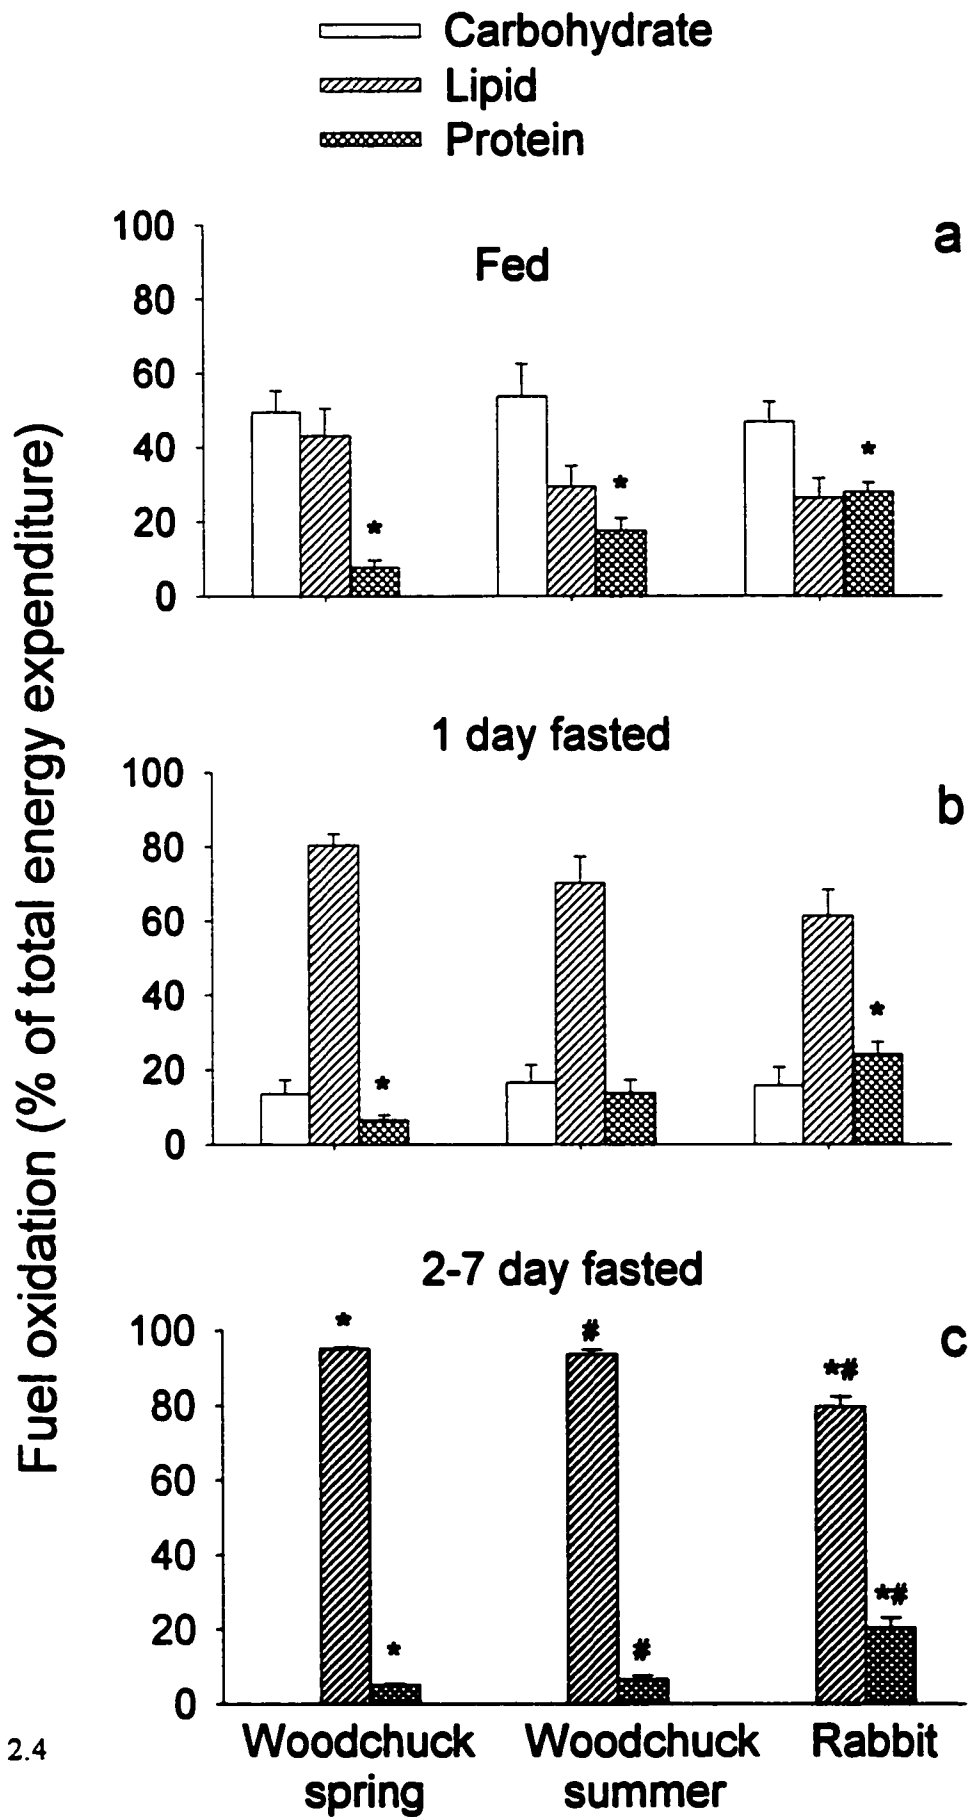 Carbohydrate
Lipid
Protein
Fuel oxidation (% of total energy expenditure)
a
Fed
100
80
60
40
20
0
*
*
*
1 day fasted
b
100
80
60
40
20
0
*
*
2-7 day fasted
c
100
80
60
40
20
0
*
#
*#
*
#
*#
Woodchuck spring
Woodchuck summer
Rabbit
2.4